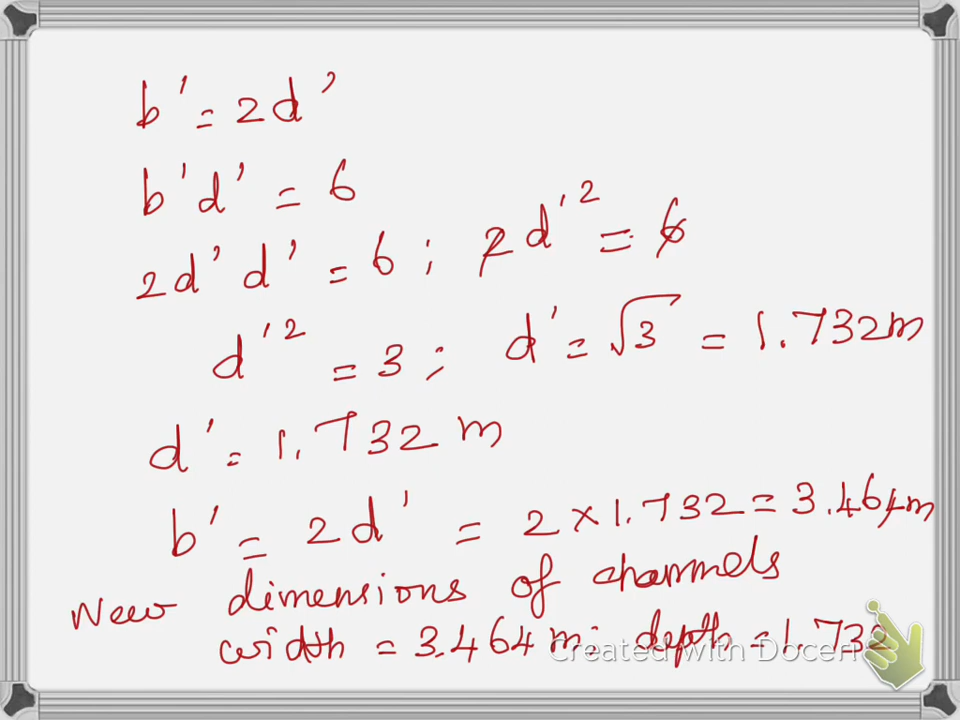 b' = 2d'
b'd' = 6
2d'd' = 6 ; 2d'² = 6
d'² = 3 ; d' = √3 = 1.732m
d' = 1.732 m
b' = 2d' = 2 × 1.732 = 3.464m
New dimensions of channels
width = 3.464 m; depth = 1.732
Created with Doceri